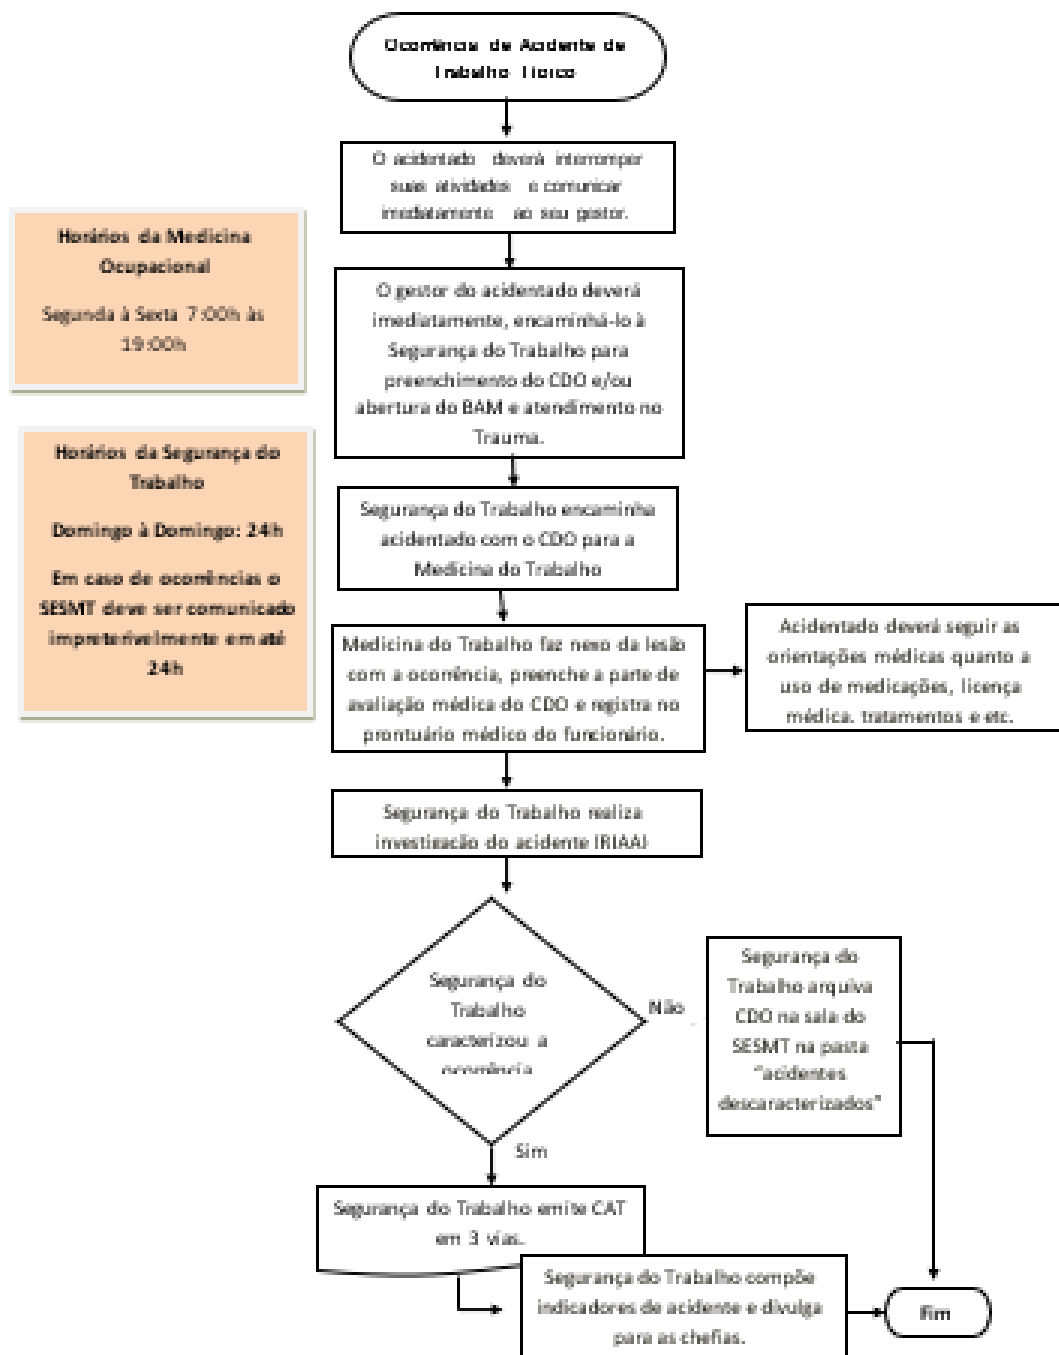 Ocorrência de Acidente de
Trabalho Típico
O acidentado deverá interromper
suas atividades e comunicar
imediatamente ao seu gestor.
Horários da Medicina
Ocupacional
Segunda à Sexta 7:00h às
19:00h
O gestor do acidentado deverá
imediatamente, encaminhá-lo à
Segurança do Trabalho para
preenchimento do CDO e/ou
abertura do BAM e atendimento no
Trauma.
Horários da Segurança do
Trabalho
Domingo à Domingo: 24h
Em caso de ocorrências o
SESMT deve ser comunicado
impreterivelmente em até
24h
Segurança do Trabalho encaminha
acidentado com o CDO para a
Medicina do Trabalho
Medicina do Trabalho faz nexo da lesão
com a ocorrência, preenche a parte de
avaliação médica do CDO e registra no
prontuário médico do funcionário.
Acidentado deverá seguir as
orientações médicas quanto a
uso de medicações, licença
médica, tratamentos e etc.
Segurança do Trabalho realiza
investigação do acidente (RIAA)
Segurança do
Trabalho
caracterizou a
ocorrência
Não
Segurança do
Trabalho arquiva
CDO na sala do
SESMT na pasta
"acidentes
descaracterizados"
Sim
Segurança do Trabalho emite CAT
em 3 vias.
Segurança do Trabalho compõe
indicadores de acidente e divulga
para as chefias.
Fim